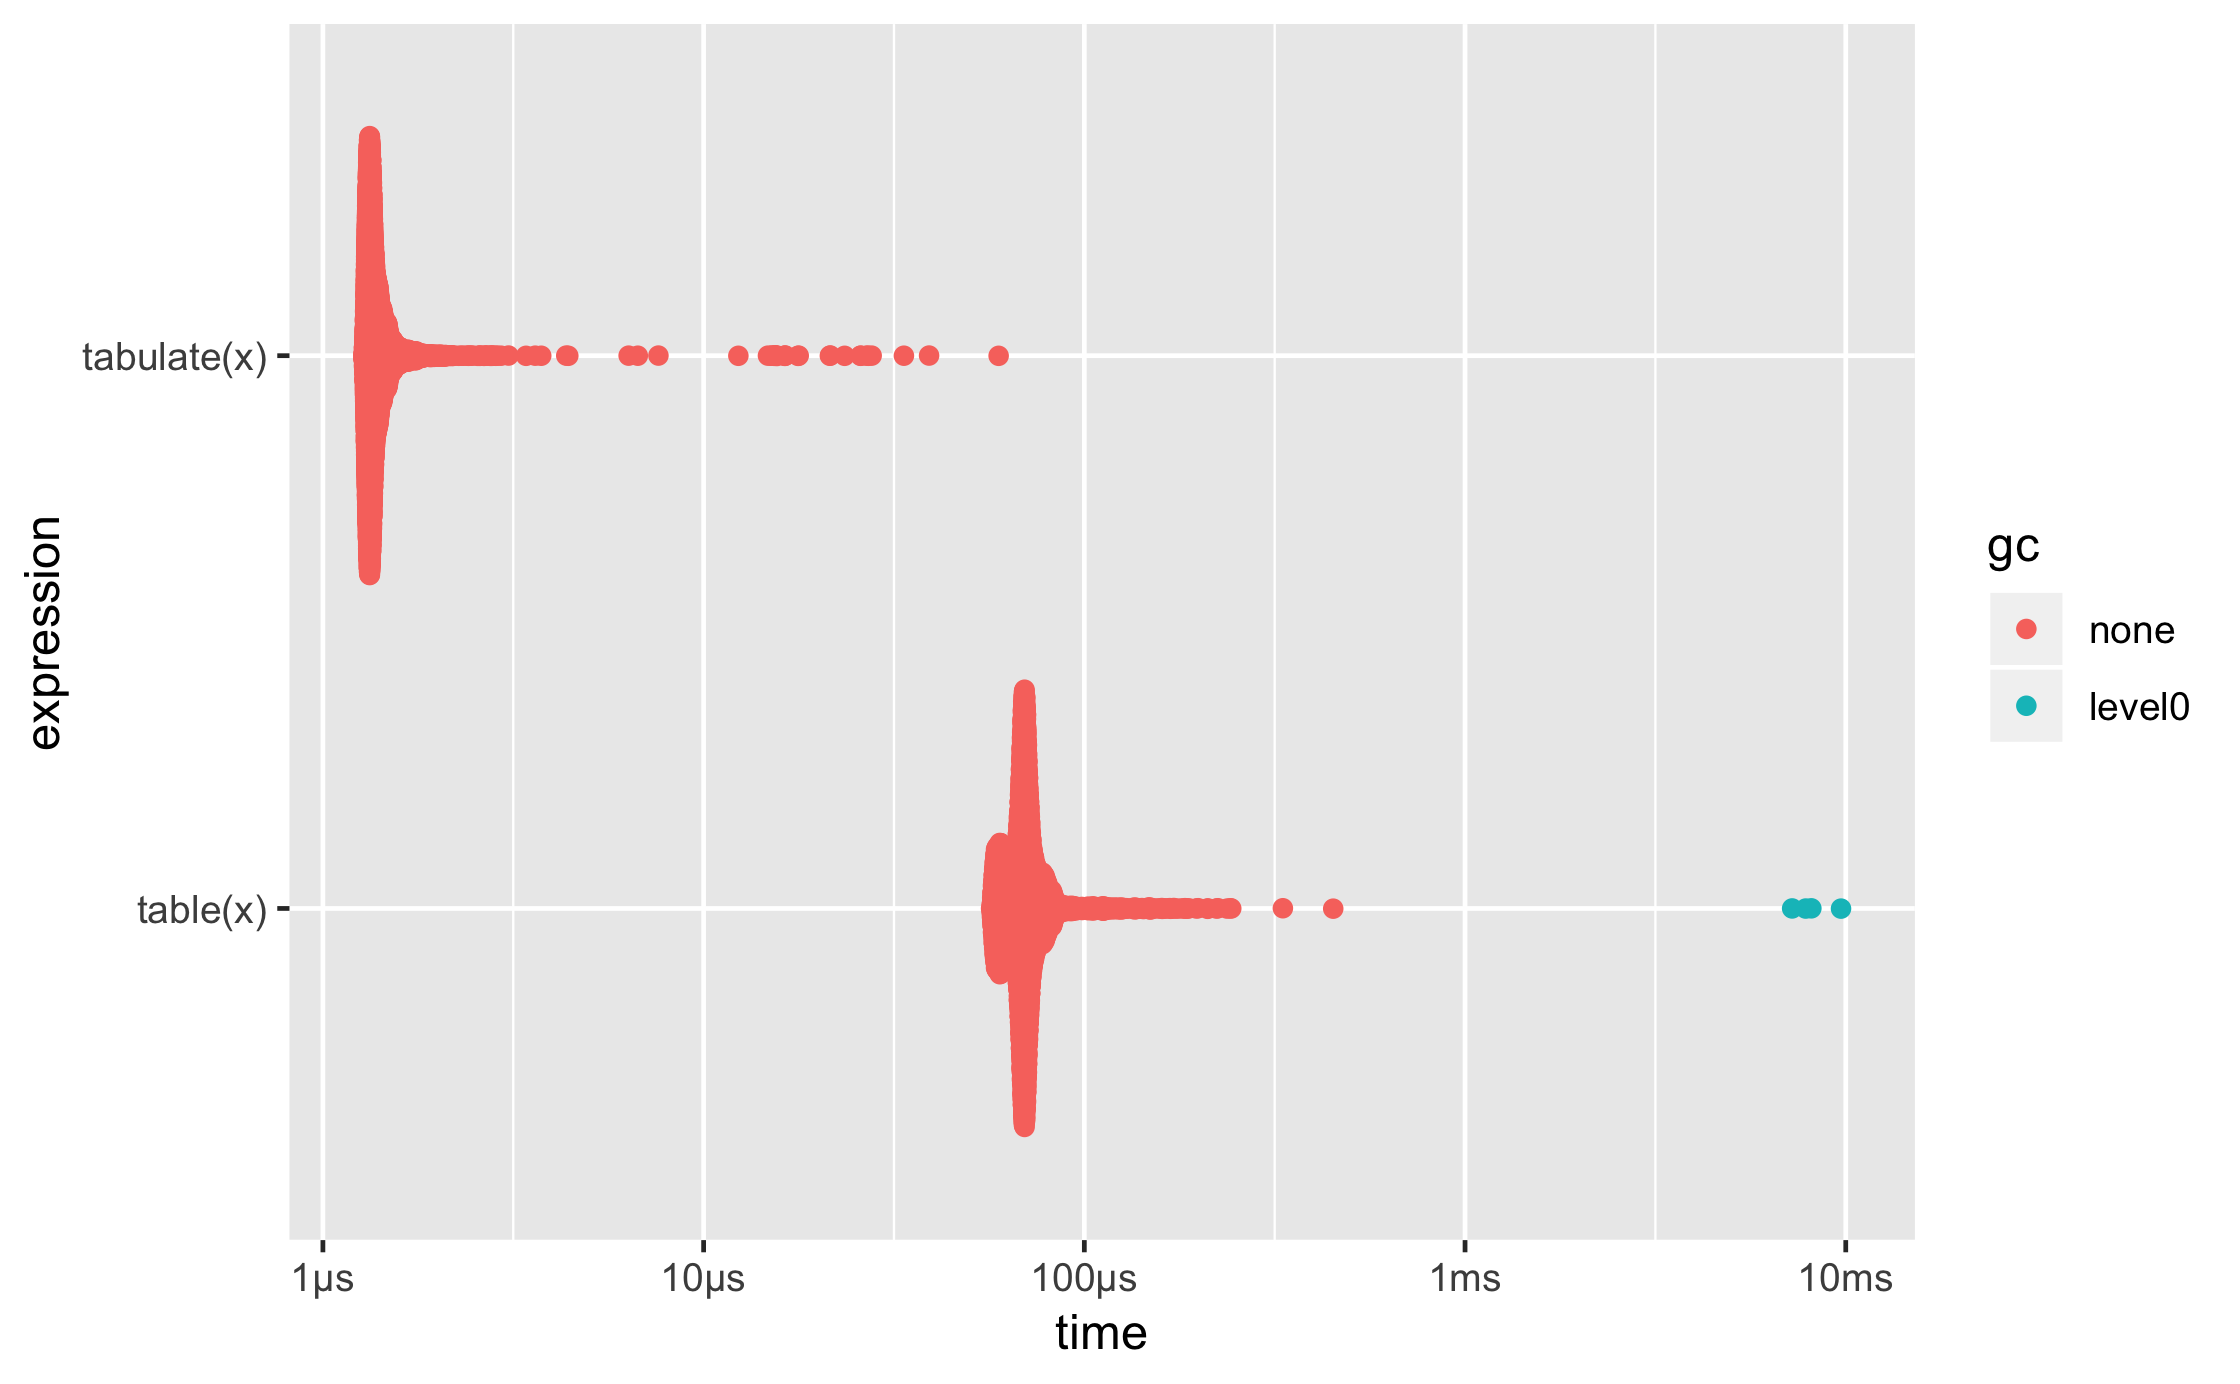 expression
tabulate(x)
table(x)
1µs
10µs
100µs
1ms
10ms
time
gc
none
level0